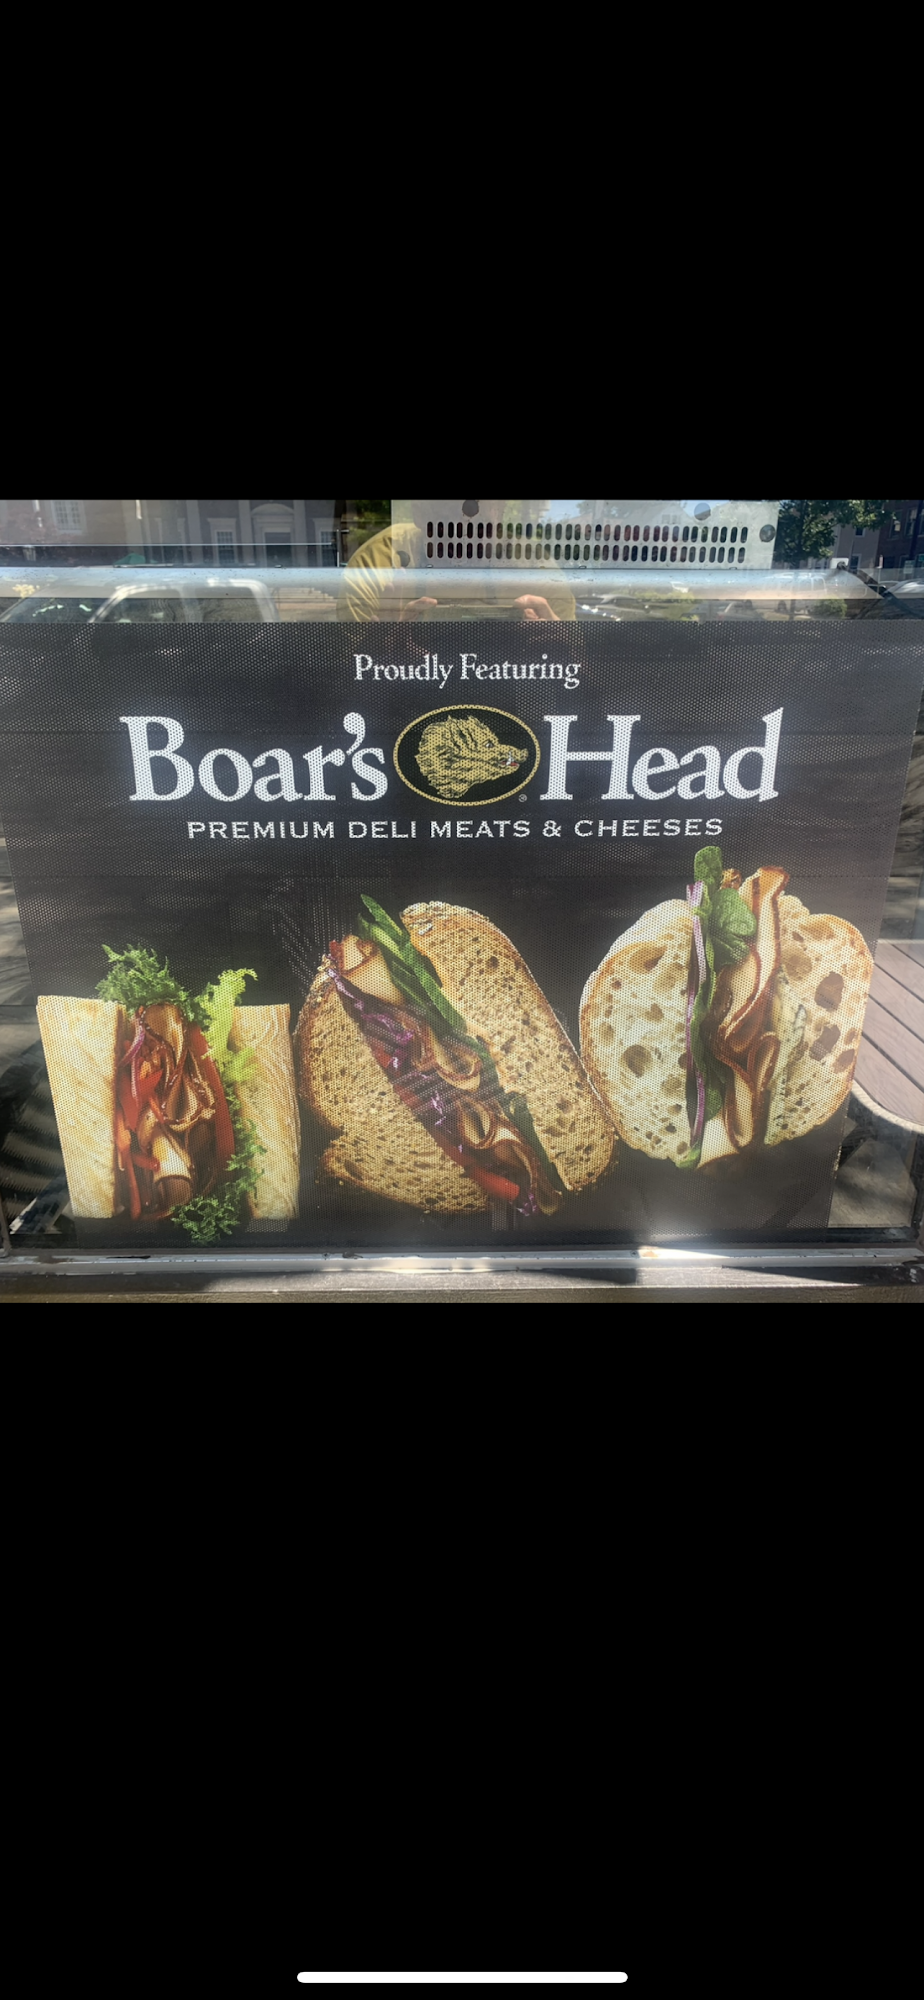 Proudly Featuring
Boar's Head®
PREMIUM DELI MEATS & CHEESES